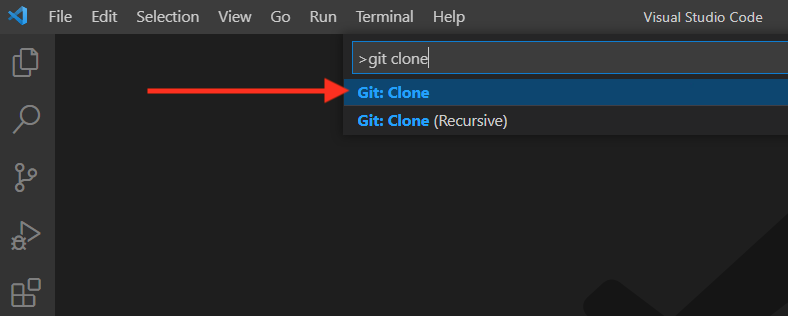 File Edit Selection View Go Run Terminal Help Visual Studio Code
>git clone
Git: Clone
Git: Clone (Recursive)